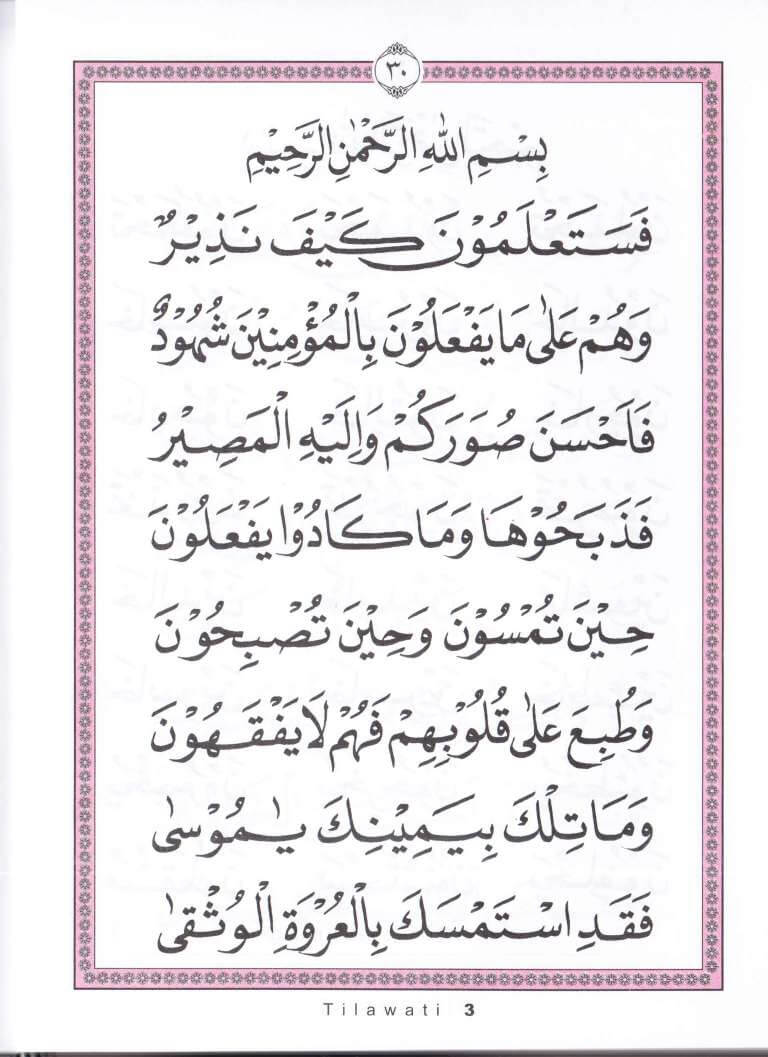 ٣٠
بِسْمِ اللّٰهِ الرَّحْمٰنِ الرَّحِيْمِ
فَسَتَعْلَمُوْنَ كَيْفَ نَذِيْرٌ
وَهُمْ عَلٰى مَا يَفْعَلُوْنَ بِالْمُؤْمِنِيْنَ شُهُوْدٌ
فَاَحْسَنَ صُوَرَكُمْ وَاِلَيْهِ الْمَصِيْرُ
فَذَبَحُوْهَا وَمَا كَادُوْا يَفْعَلُوْنَ
حِيْنَ تُمْسُوْنَ وَحِيْنَ تُصْبِحُوْنَ
وَطُبِعَ عَلٰى قُلُوْبِهِمْ فَهُمْ لَا يَفْقَهُوْنَ
وَمَا تِلْكَ بِيَمِيْنِكَ يٰمُوْسٰى
فَقَدِ اسْتَمْسَكَ بِالْعُرْوَةِ الْوُثْقٰى
Tilawati 3